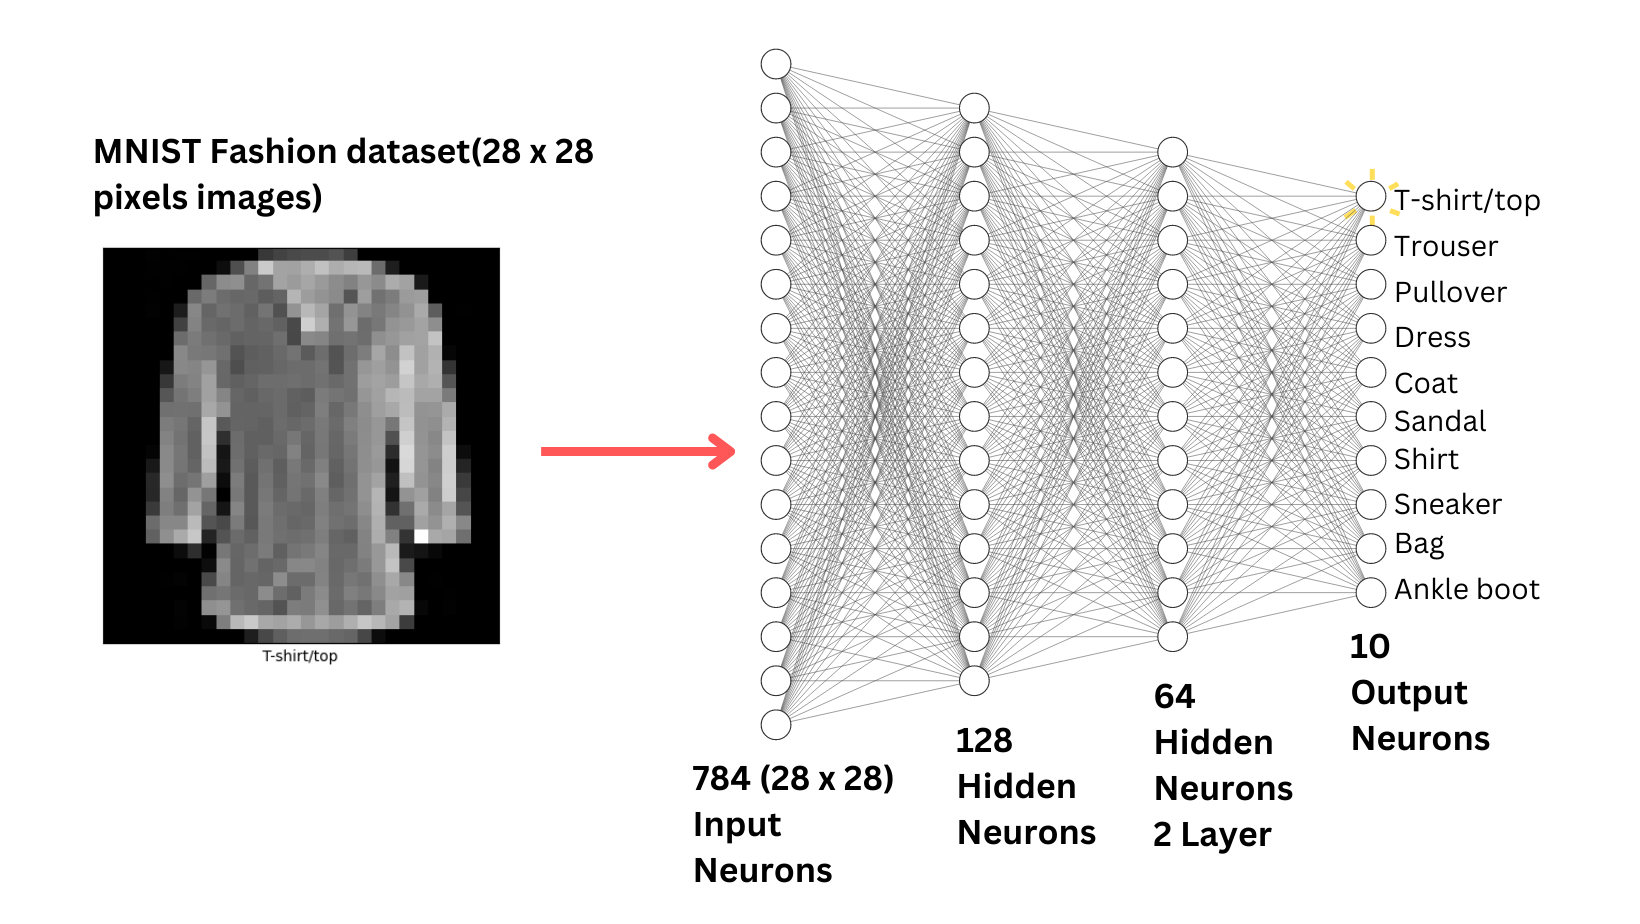 MNIST Fashion dataset(28 x 28
pixels images)
T-shirt/top
784 (28 x 28)
Input
Neurons
128
Hidden
Neurons
64
Hidden
Neurons
2 Layer
T-shirt/top
Trouser
Pullover
Dress
Coat
Sandal
Shirt
Sneaker
Bag
Ankle boot
10
Output
Neurons